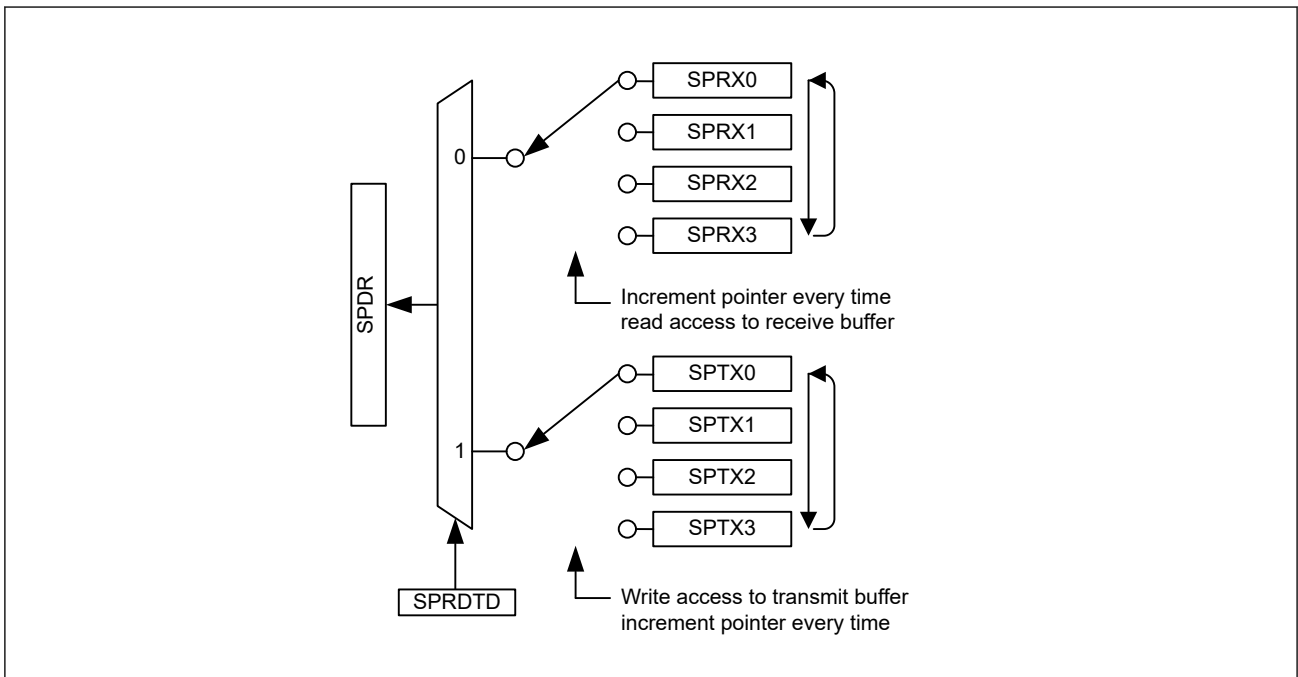 SPRX0
SPRX1
0
SPRX2
SPRX3
SPDR
Increment pointer every time
read access to receive buffer
SPTX0
SPTX1
1
SPTX2
SPTX3
SPRDTD
Write access to transmit buffer
increment pointer every time